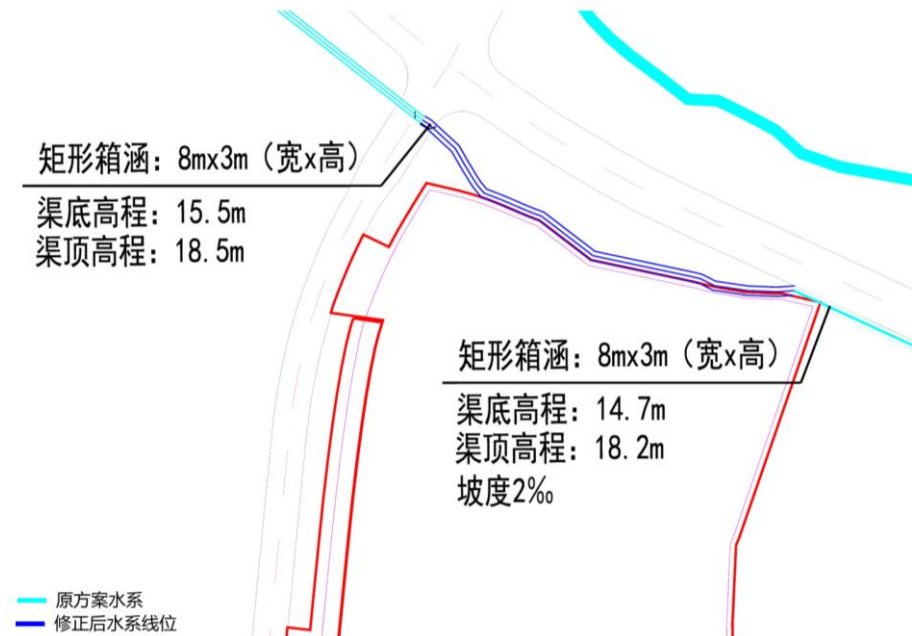 矩形箱涵：8mx3m（宽x高）
渠底高程：15.5m
渠顶高程：18.5m
矩形箱涵：8mx3m（宽x高）
渠底高程：14.7m
渠顶高程：18.2m
坡度2‰
原方案水系
修正后水系线位